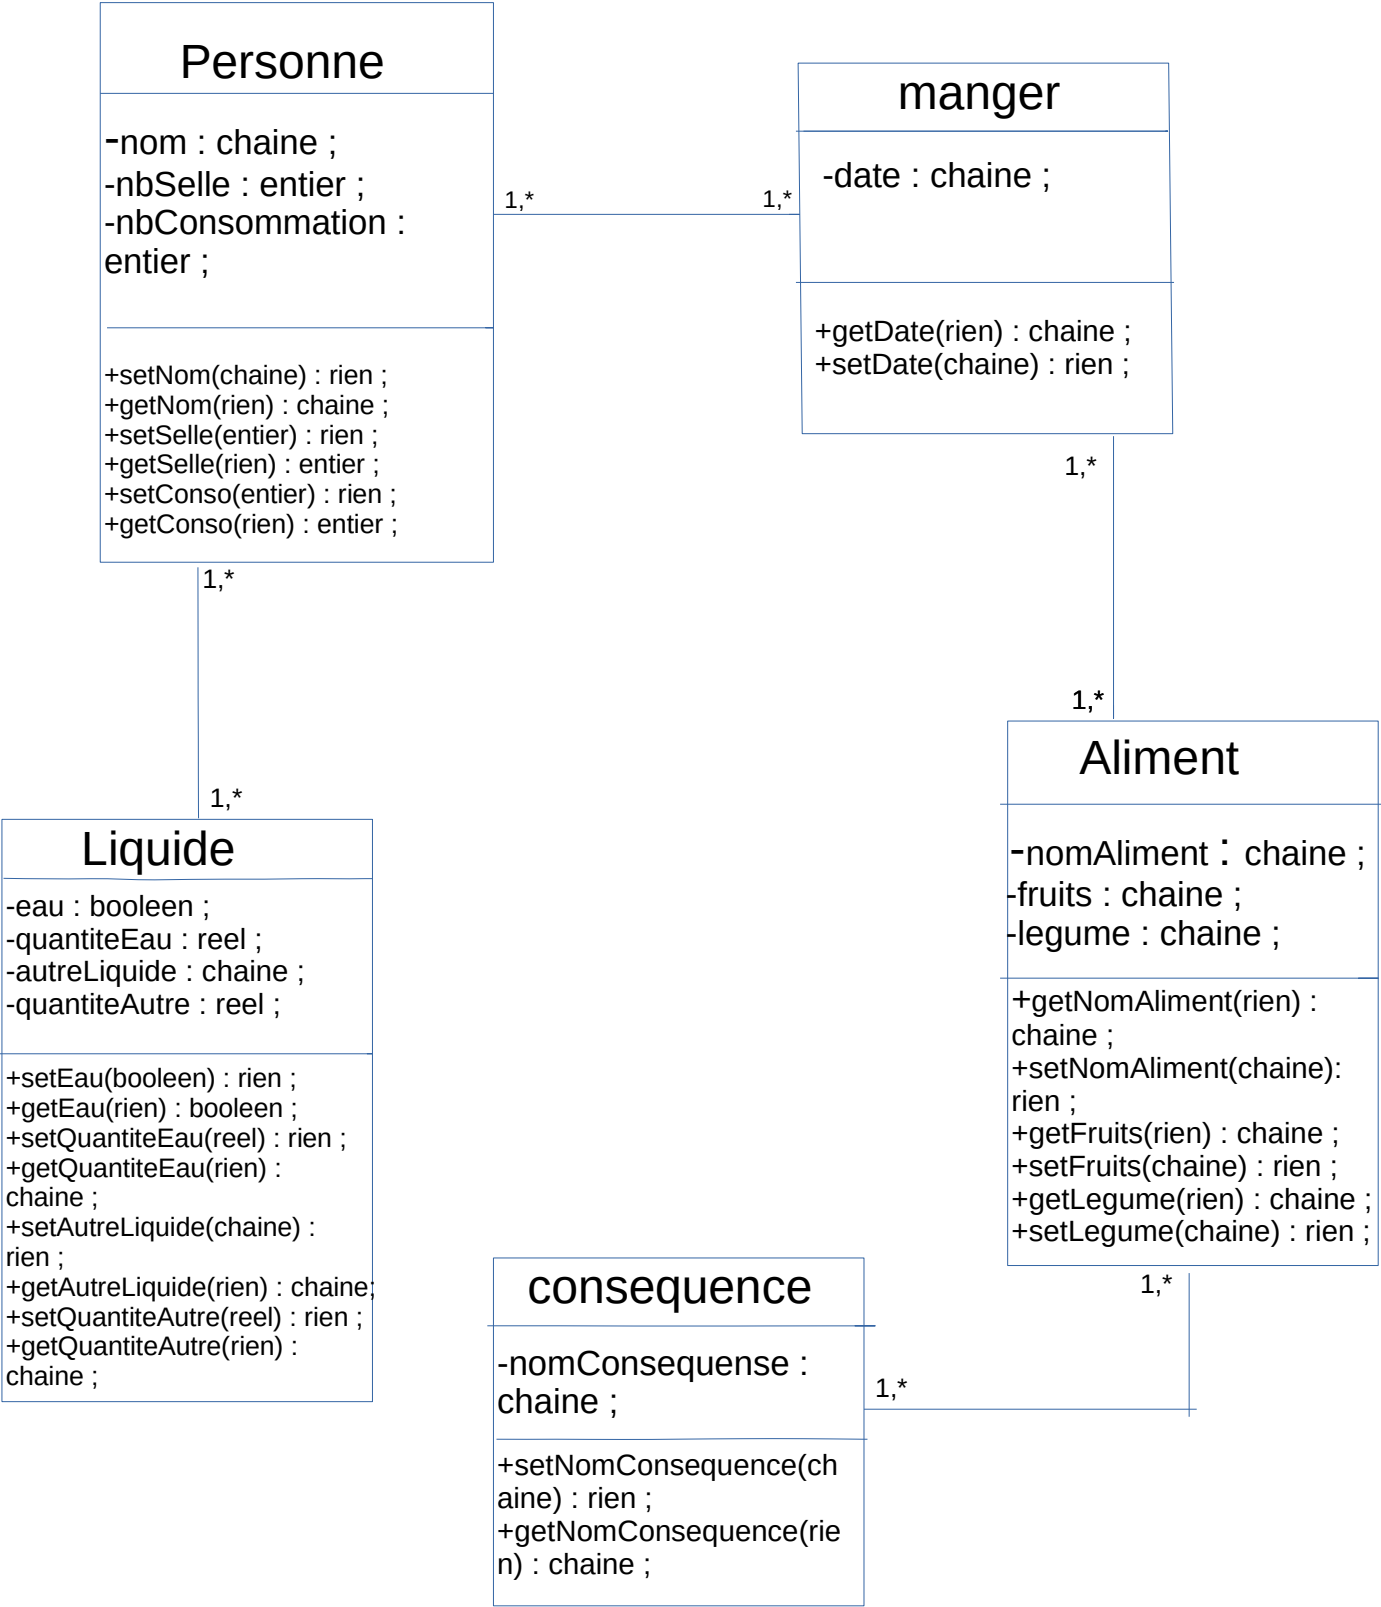 Personne
-nom : chaine ;
-nbSelle : entier ;
-nbConsommation :
entier ;
+setNom(chaine) : rien ;
+getNom(rien) : chaine ;
+setSelle(entier) : rien ;
+getSelle(rien) : entier ;
+setConso(entier) : rien ;
+getConso(rien) : entier ;
1,*
1,*
manger
-date : chaine ;
+getDate(rien) : chaine ;
+setDate(chaine) : rien ;
1,*
1,*
1,*
1,*
Liquide
-eau : booleen ;
-quantiteEau : reel ;
-autreLiquide : chaine ;
-quantiteAutre : reel ;
+setEau(booleen) : rien ;
+getEau(rien) : booleen ;
+setQuantiteEau(reel) : rien ;
+getQuantiteEau(rien) :
chaine ;
+setAutreLiquide(chaine) :
rien ;
+getAutreLiquide(rien) : chaine;
+setQuantiteAutre(reel) : rien ;
+getQuantiteAutre(rien) :
chaine ;
Aliment
-nomAliment : chaine ;
-fruits : chaine ;
-legume : chaine ;
+getNomAliment(rien) :
chaine ;
+setNomAliment(chaine):
rien ;
+getFruits(rien) : chaine ;
+setFruits(chaine) : rien ;
+getLegume(rien) : chaine ;
+setLegume(chaine) : rien ;
1,*
1,*
consequence
-nomConsequense :
chaine ;
+setNomConsequence(ch
aine) : rien ;
+getNomConsequence(rie
n) : chaine ;